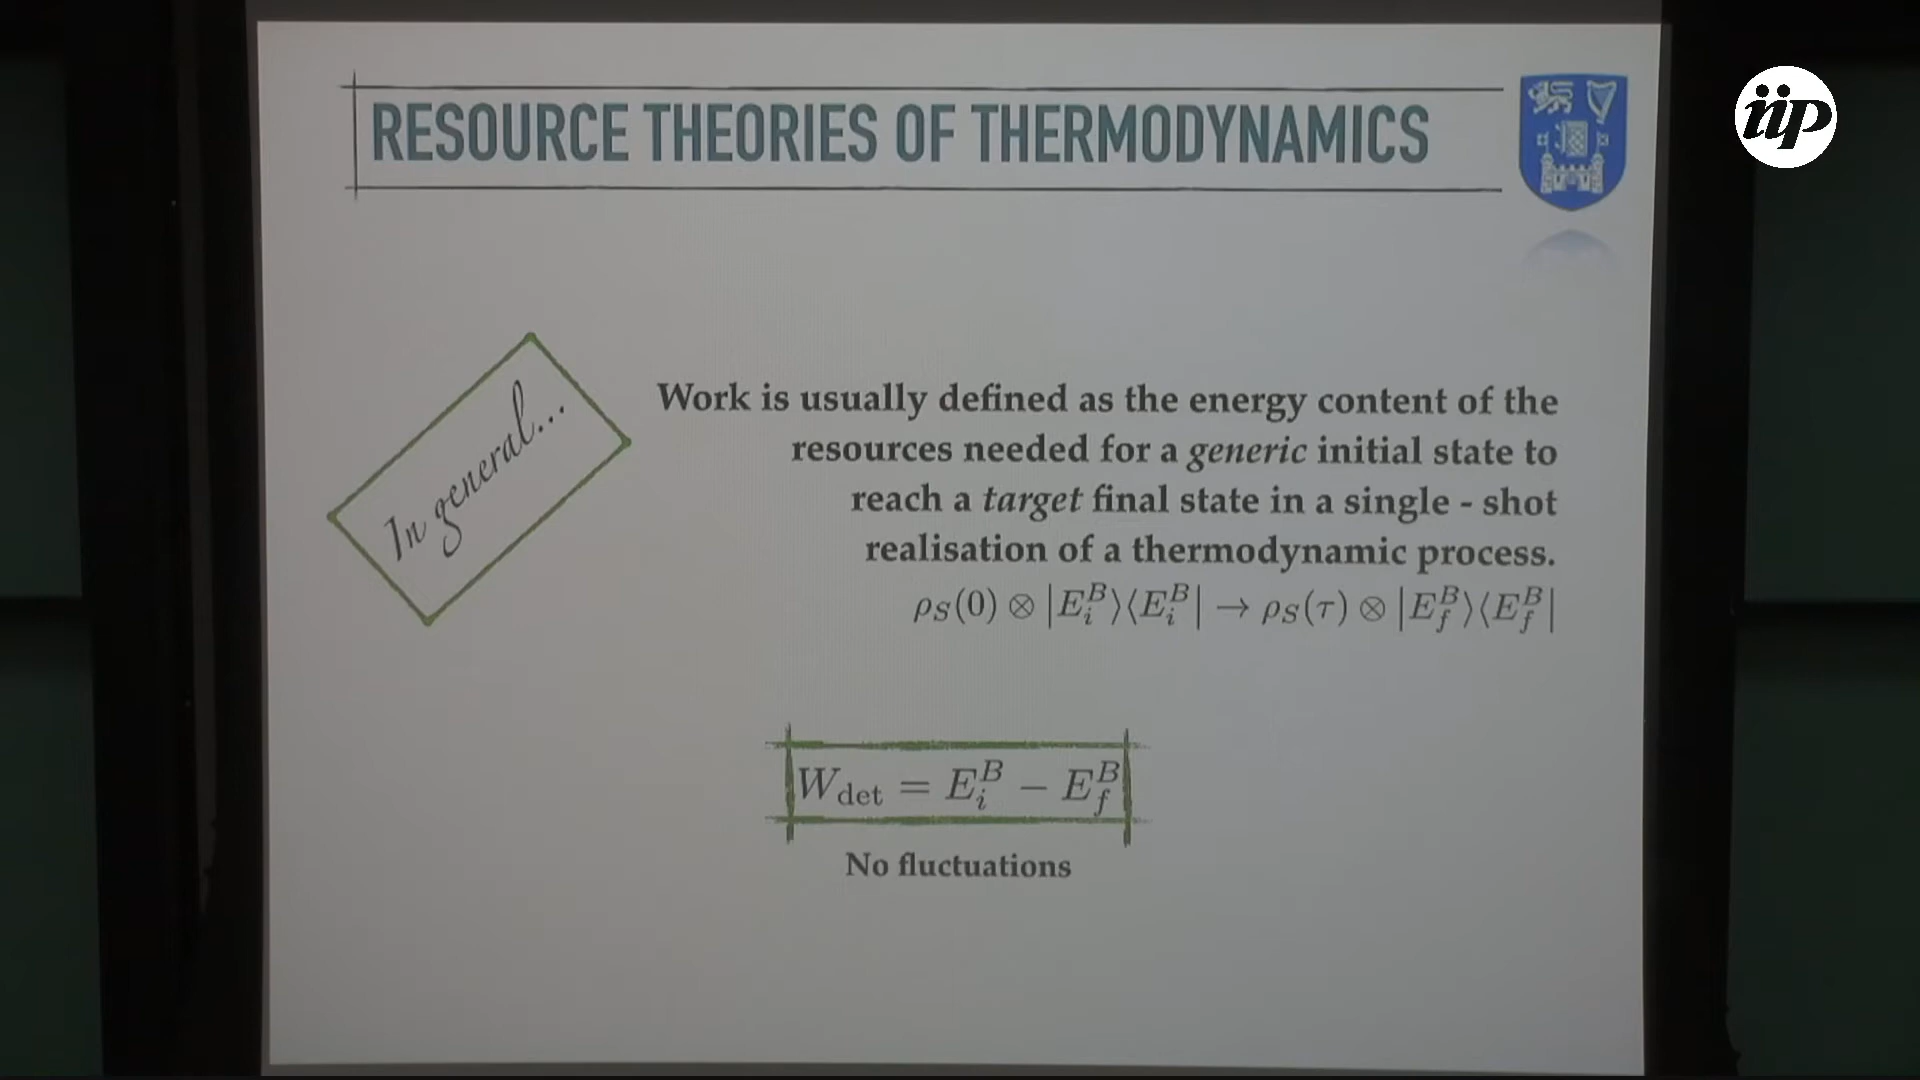 RESOURCE THEORIES OF THERMODYNAMICS
iip
In general...
Work is usually defined as the energy content of the
resources needed for a generic initial state to
reach a target final state in a single - shot
realisation of a thermodynamic process.
ρ_S(0) ⊗ |E_i^B⟩⟨E_i^B| → ρ_S(τ) ⊗ |E_f^B⟩⟨E_f^B|
W_det = E_i^B − E_f^B
No fluctuations